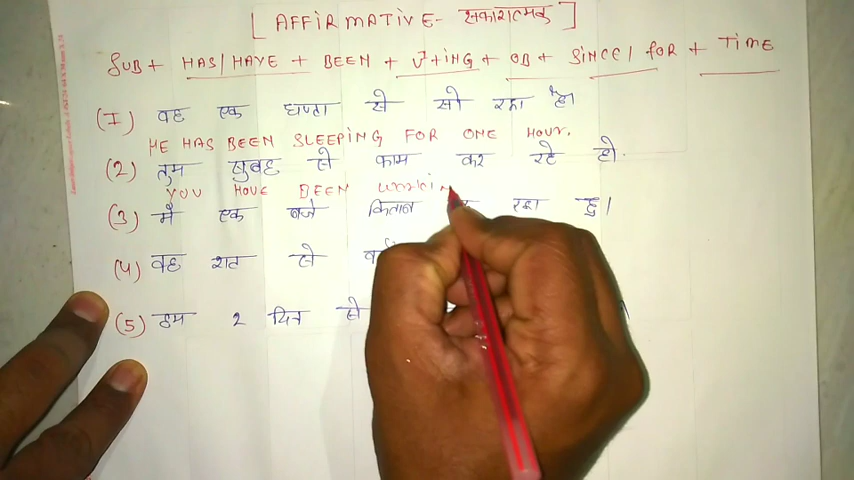 [ AFFIRMATIVE- सकारात्मक ]
SUB + HAS/HAVE + BEEN + V⁴+ING + OB + SINCE/FOR + TIME
(1) वह एक घण्टा से सो रहा है।
HE HAS BEEN SLEEPING FOR ONE HOUR.
(2) तुम सुबह से काम कर रहे हो.
YOU HAVE BEEN workin
(3) मैं एक बजे किताब रहा हु।
(4) वह रात से
(5) हम 2 दिन से